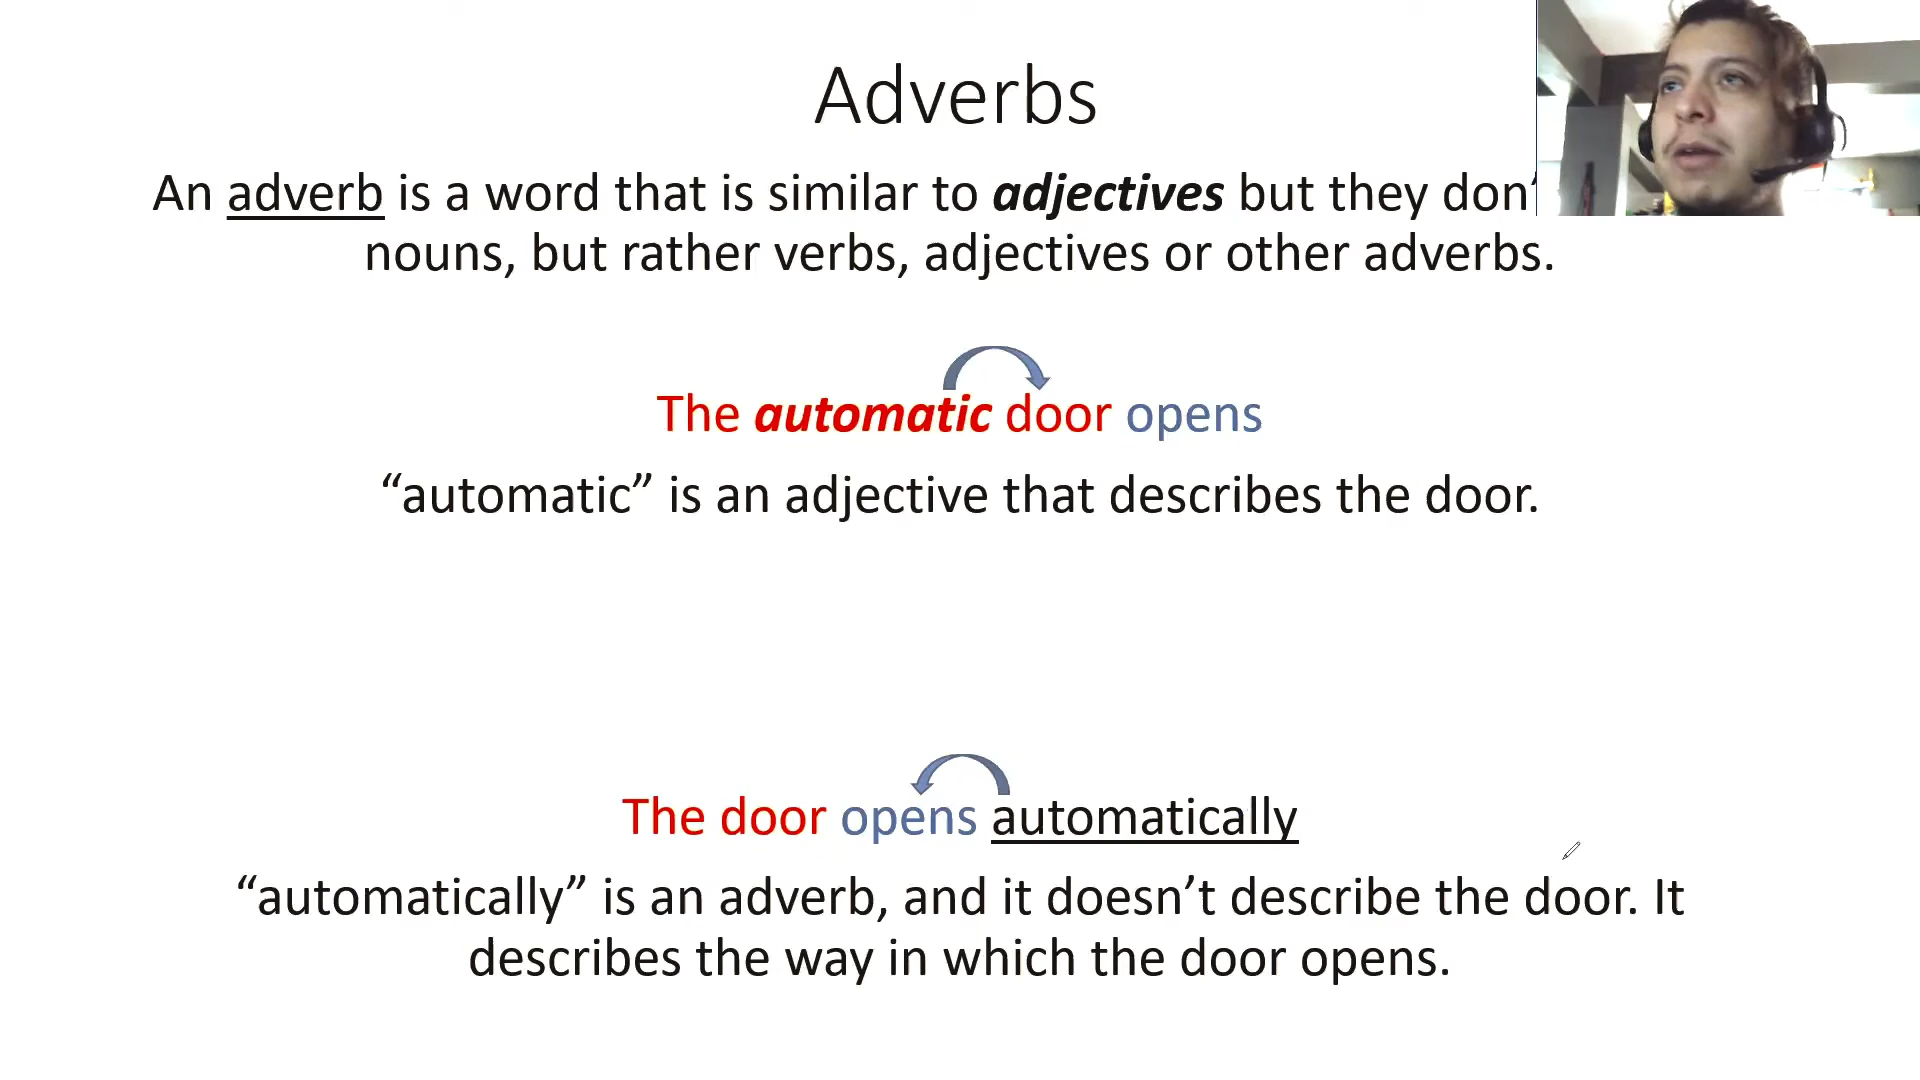 Adverbs
An adverb is a word that is similar to adjectives but they don'
nouns, but rather verbs, adjectives or other adverbs.
The automatic door opens
“automatic” is an adjective that describes the door.
The door opens automatically
“automatically” is an adverb, and it doesn’t describe the door. It
describes the way in which the door opens.